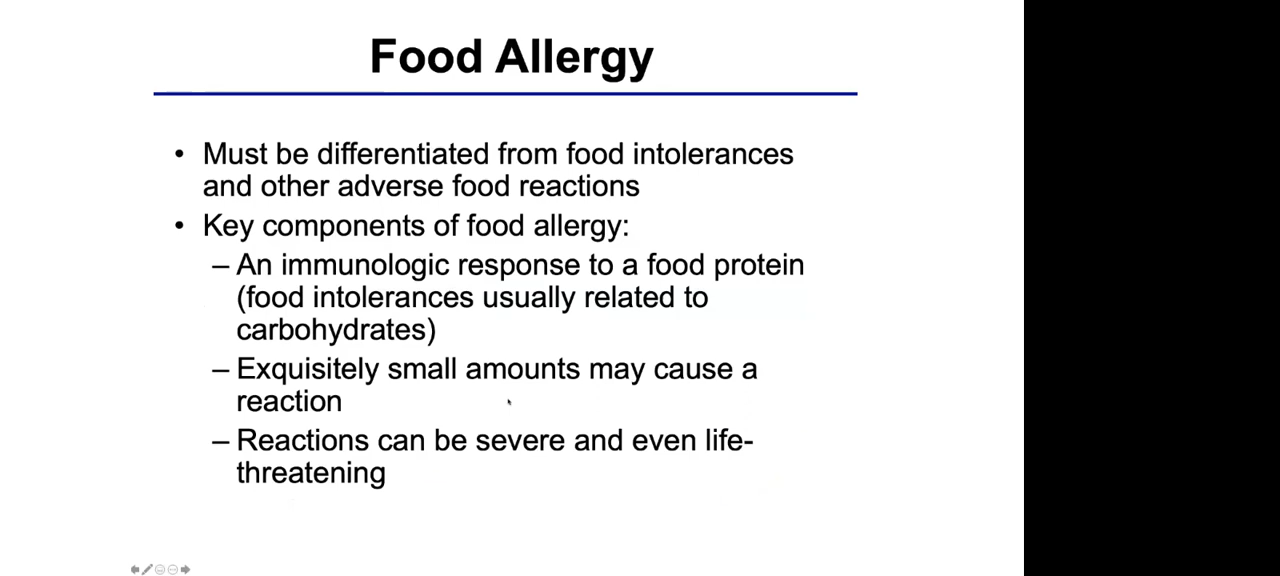 Food Allergy
• Must be differentiated from food intolerances
and other adverse food reactions
• Key components of food allergy:
– An immunologic response to a food protein
(food intolerances usually related to
carbohydrates)
– Exquisitely small amounts may cause a
reaction
– Reactions can be severe and even life-
threatening